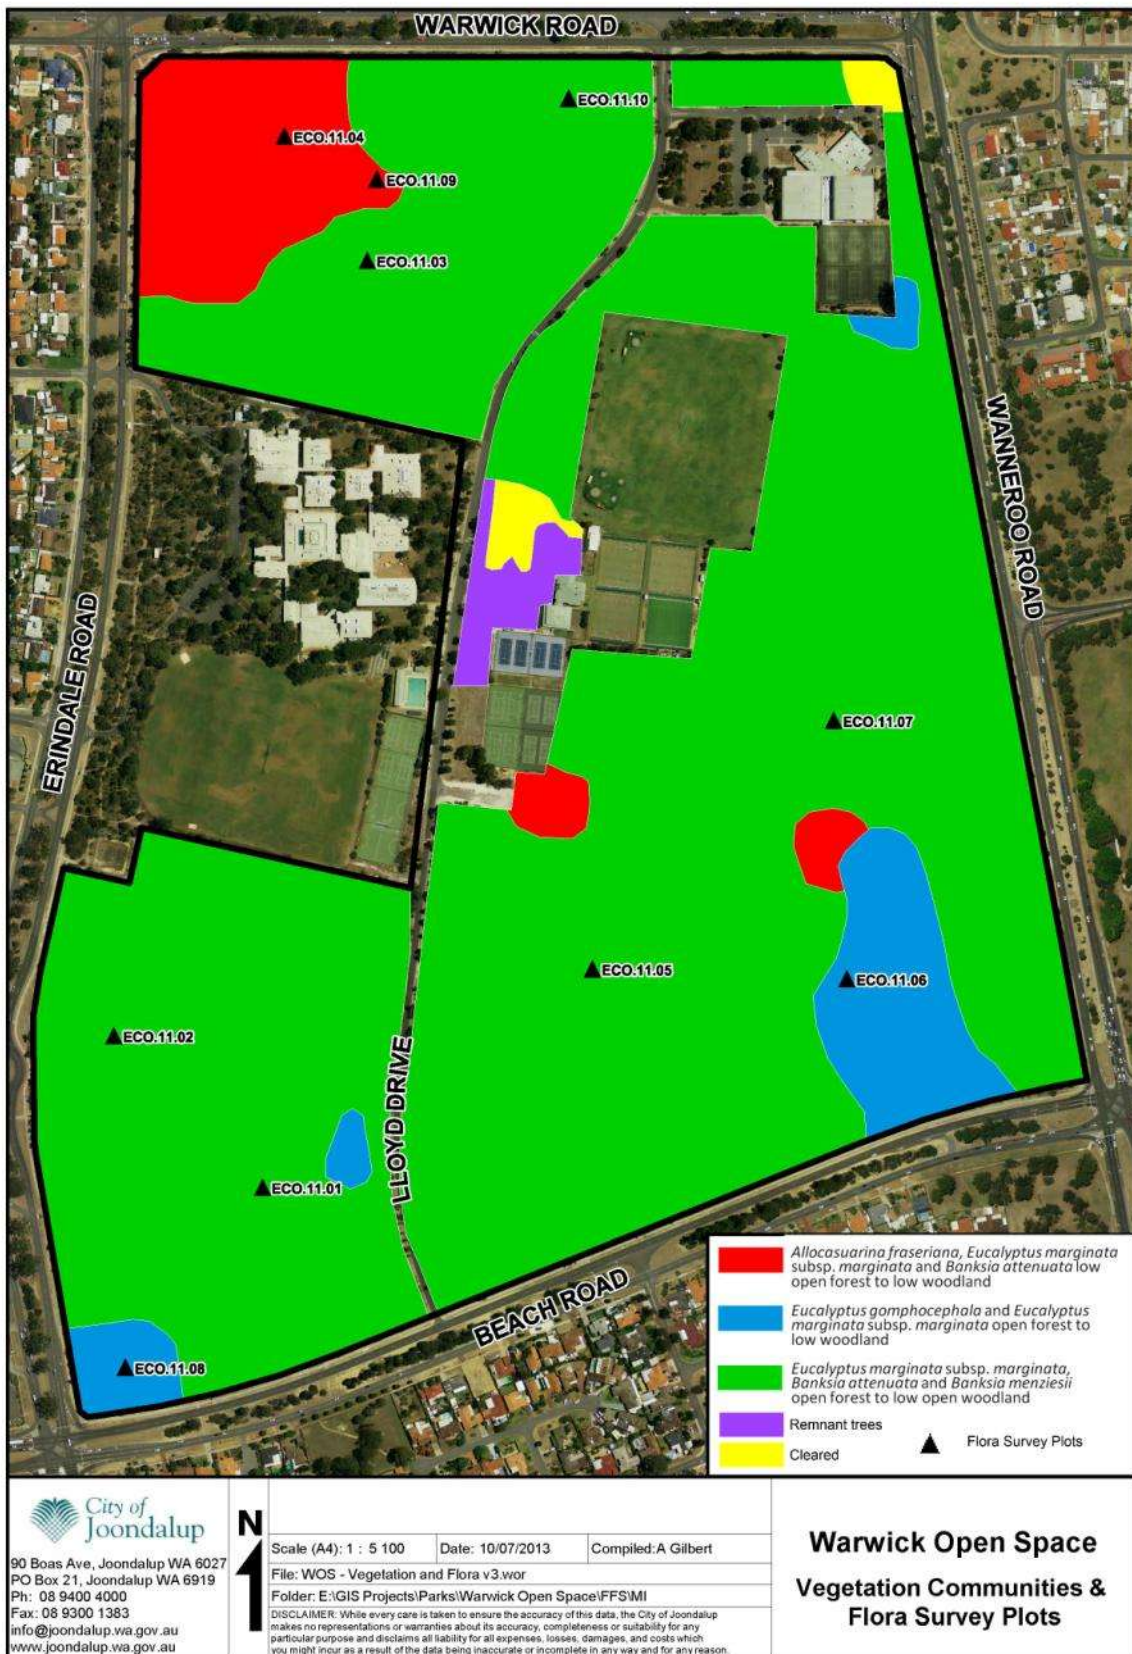 WARWICK ROAD
ECO.11.10
ECO.11.04
ECO.11.09
ECO.11.03
WANNEROO ROAD
ERINDALE ROAD
ECO.11.07
ECO.11.05
ECO.11.06
ECO.11.02
LLOYD DRIVE
ECO.11.01
BEACH ROAD
ECO.11.08
Allocasuarina fraseriana, Eucalyptus marginata
subsp. marginata and Banksia attenuata low
open forest to low woodland
Eucalyptus gomphocephala and Eucalyptus
marginata subsp. marginata open forest to
low woodland
Eucalyptus marginata subsp. marginata,
Banksia attenuata and Banksia menziesii
open forest to low open woodland
Remnant trees
Cleared
Flora Survey Plots
City of
Joondalup
90 Boas Ave, Joondalup WA 6027
PO Box 21, Joondalup WA 6919
Ph: 08 9400 4000
Fax: 08 9300 1383
info@joondalup.wa.gov.au
www.joondalup.wa.gov.au
N
Scale (A4): 1 : 5 100 Date: 10/07/2013 Compiled:A Gilbert
File: WOS - Vegetation and Flora v3.wor
Folder: E:\GIS Projects\Parks\Warwick Open Space\FFS\MI
DISCLAIMER: While every care is taken to ensure the accuracy of this data, the City of Joondalup
makes no representations or warranties about its accuracy, completeness or suitability for any
particular purpose and disclaims all liability for all expenses, losses, damages, and costs which
you might incur as a result of the data being inaccurate or incomplete in any way and for any reason.
Warwick Open Space
Vegetation Communities &
Flora Survey Plots